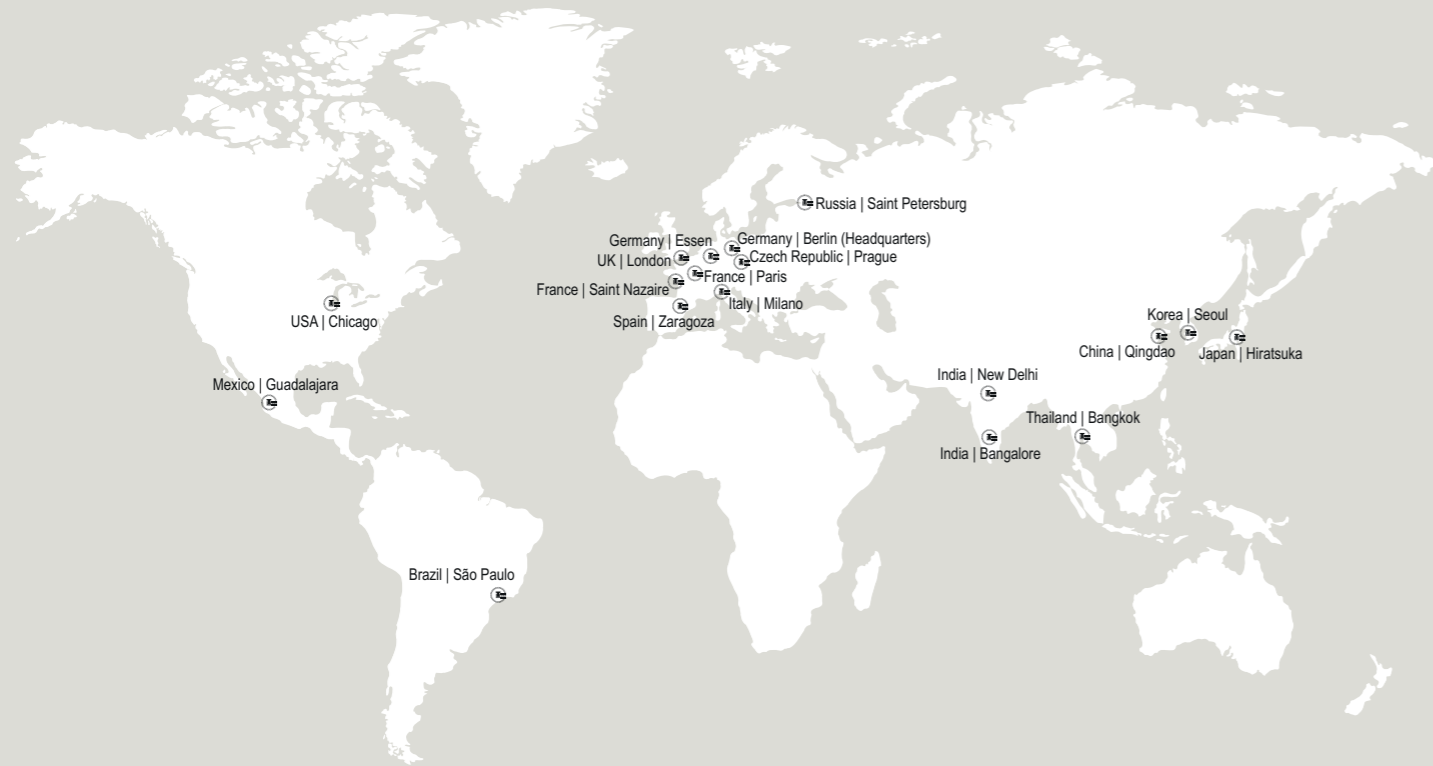 Russia | Saint Petersburg
Germany | Essen
Germany | Berlin (Headquarters)
UK | London
Czech Republic | Prague
France | Paris
France | Saint Nazaire
Italy | Milano
Spain | Zaragoza
USA | Chicago
Korea | Seoul
China | Qingdao
Japan | Hiratsuka
Mexico | Guadalajara
India | New Delhi
Thailand | Bangkok
India | Bangalore
Brazil | São Paulo